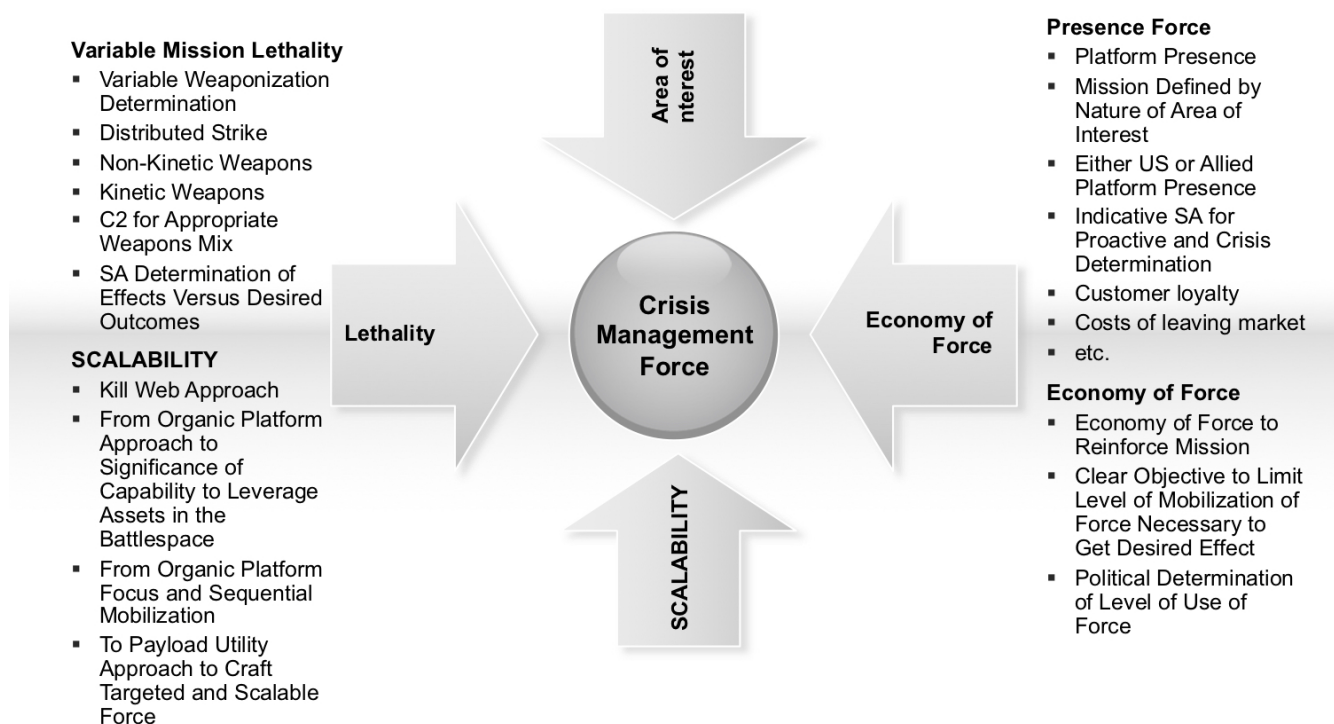 Variable Mission Lethality
▪ Variable Weaponization
Determination
▪ Distributed Strike
▪ Non-Kinetic Weapons
▪ Kinetic Weapons
▪ C2 for Appropriate
Weapons Mix
▪ SA Determination of
Effects Versus Desired
Outcomes
SCALABILITY
▪ Kill Web Approach
▪ From Organic Platform
Approach to
Significance of
Capability to Leverage
Assets in the
Battlespace
▪ From Organic Platform
Focus and Sequential
Mobilization
▪ To Payload Utility
Approach to Craft
Targeted and Scalable
Force
Area of
nterest
Lethality
Crisis
Management
Force
Economy of
Force
SCALABILITY
Presence Force
▪ Platform Presence
▪ Mission Defined by
Nature of Area of
Interest
▪ Either US or Allied
Platform Presence
▪ Indicative SA for
Proactive and Crisis
Determination
▪ Customer loyalty
▪ Costs of leaving market
▪ etc.
Economy of Force
▪ Economy of Force to
Reinforce Mission
▪ Clear Objective to Limit
Level of Mobilization of
Force Necessary to
Get Desired Effect
▪ Political Determination
of Level of Use of
Force